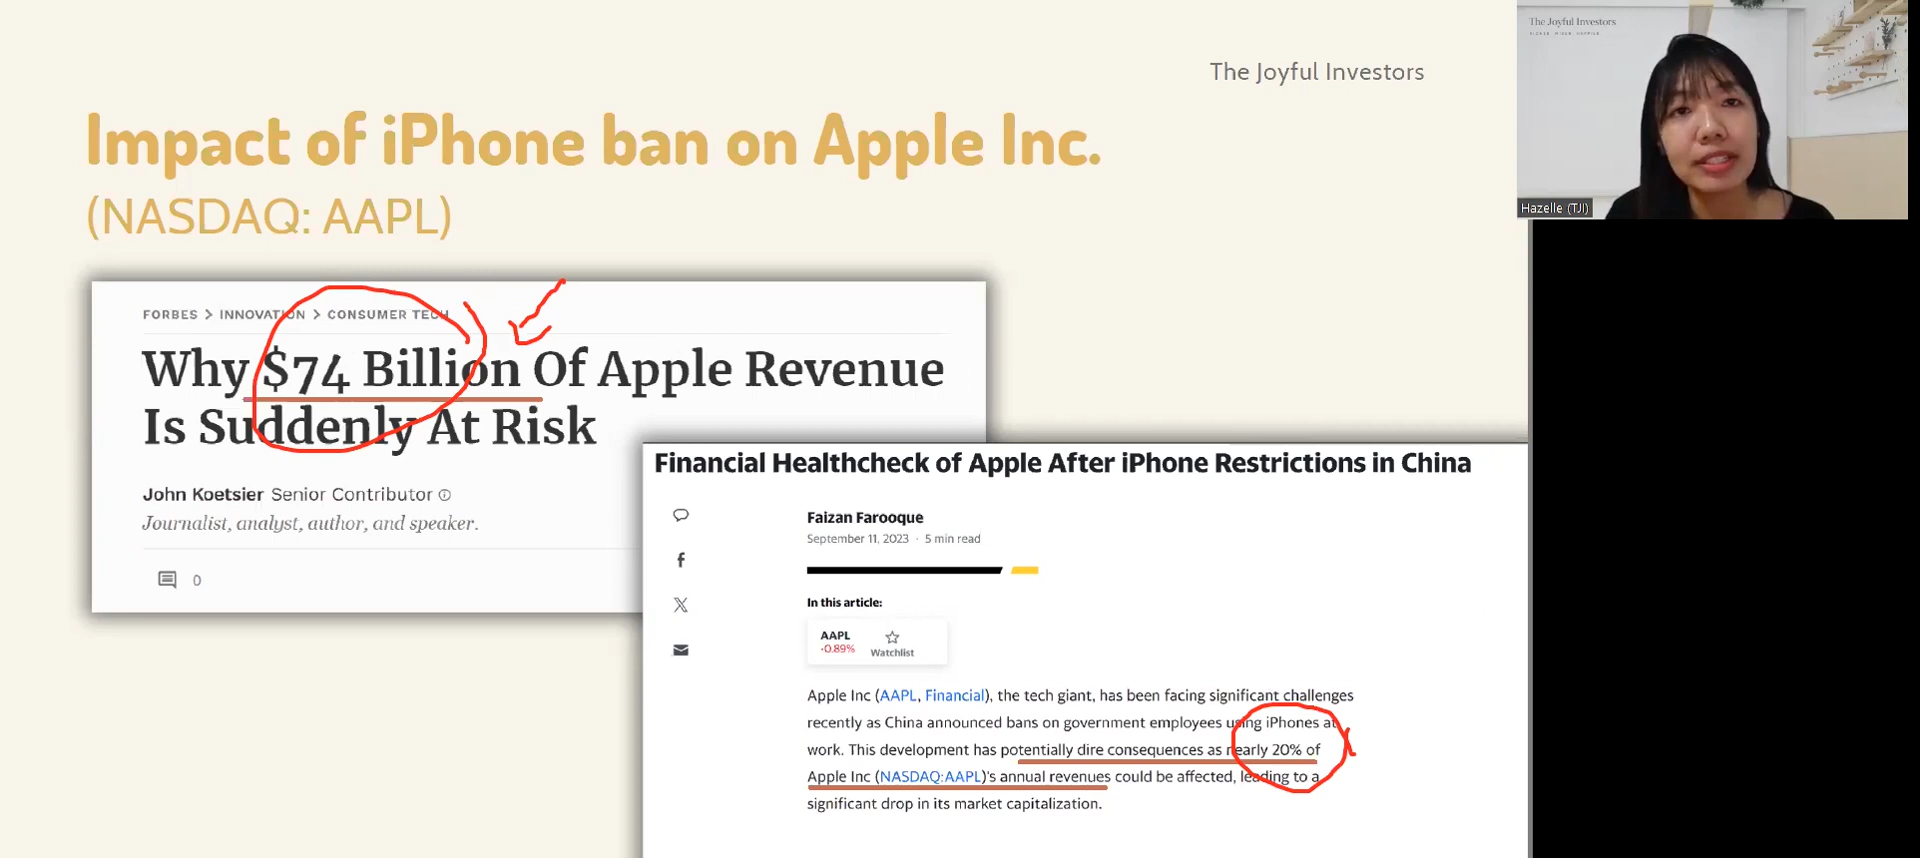 The Joyful Investors
Impact of iPhone ban on Apple Inc.
(NASDAQ: AAPL)
FORBES > INNOVATION > CONSUMER TECH
Why $74 Billion Of Apple Revenue
Is Suddenly At Risk
John Koetsier Senior Contributor
Journalist, analyst, author, and speaker.
0
Financial Healthcheck of Apple After iPhone Restrictions in China
Faizan Farooque
September 11, 2023 · 5 min read
In this article:
AAPL
-0.89%
Watchlist
Apple Inc (AAPL, Financial), the tech giant, has been facing significant challenges
recently as China announced bans on government employees using iPhones at
work. This development has potentially dire consequences as nearly 20% of
Apple Inc (NASDAQ:AAPL)'s annual revenues could be affected, leading to a
significant drop in its market capitalization.
The Joyful Investors
Hazelle (TJI)